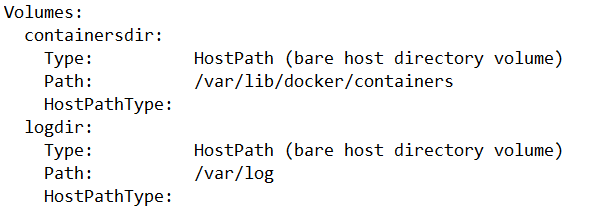 Volumes:
  containersdir:
    Type:          HostPath (bare host directory volume)
    Path:          /var/lib/docker/containers
    HostPathType:
  logdir:
    Type:          HostPath (bare host directory volume)
    Path:          /var/log
    HostPathType: